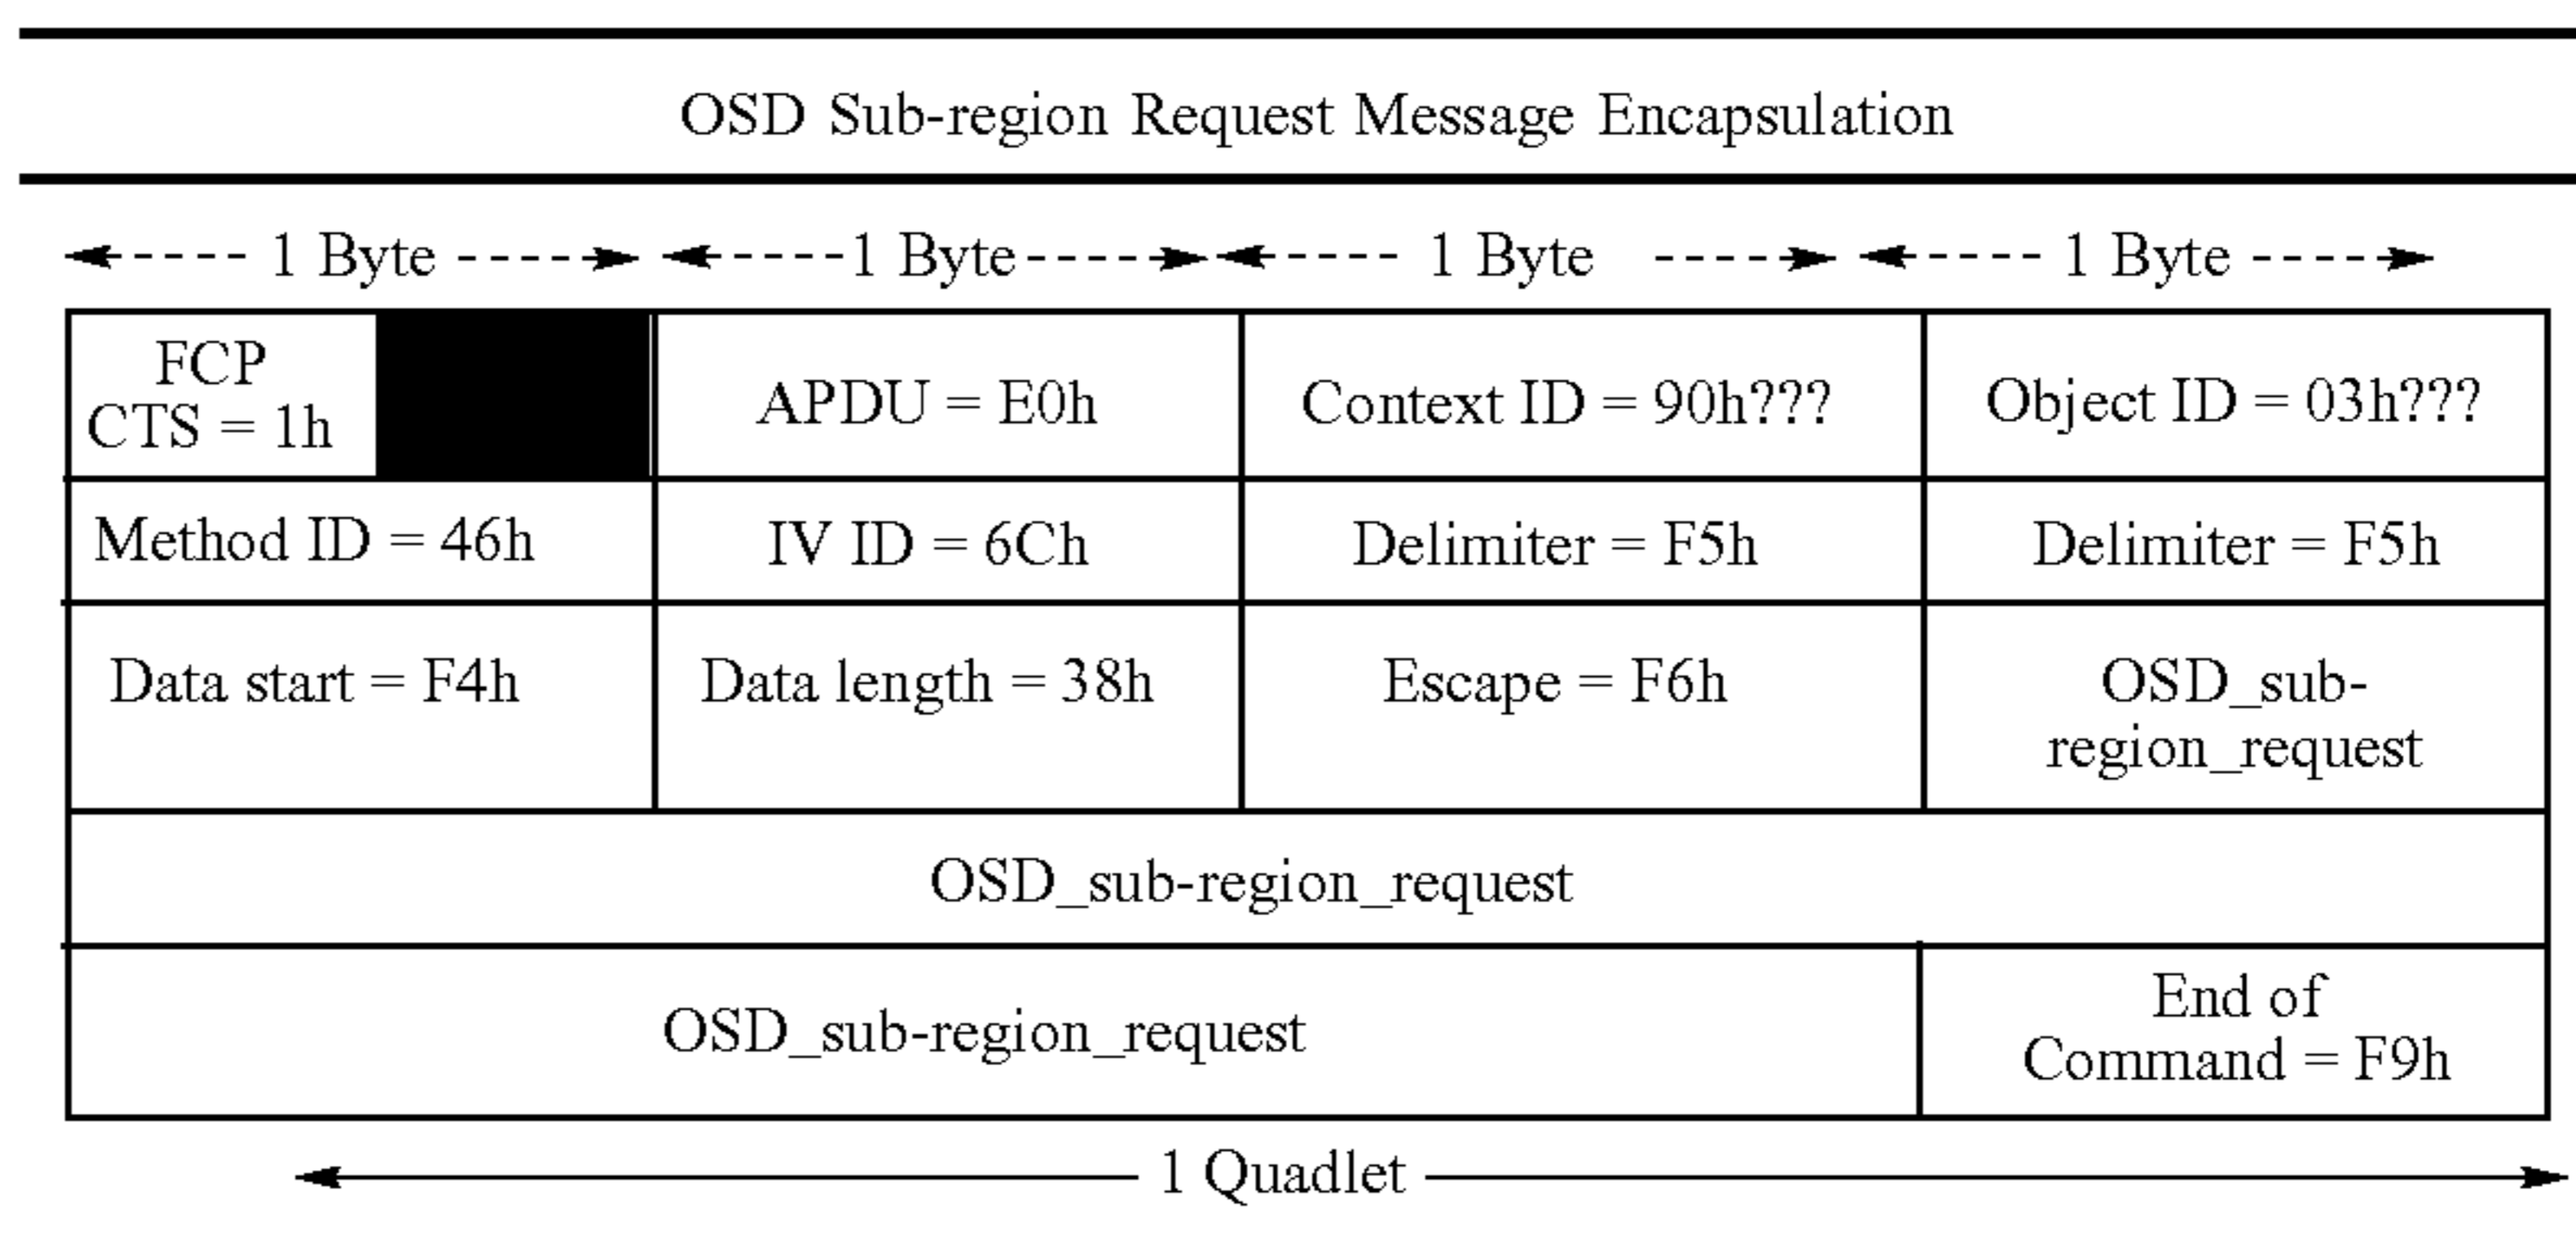 OSD Sub-region Request Message Encapsulation
1 Byte 1 Byte 1 Byte 1 Byte
FCP
CTS = 1h
APDU = E0h
Context ID = 90h???
Object ID = 03h???
Method ID = 46h
IV ID = 6Ch
Delimiter = F5h
Delimiter = F5h
Data start = F4h
Data length = 38h
Escape = F6h
OSD_sub-
region_request
OSD_sub-region_request
OSD_sub-region_request
End of
Command = F9h
1 Quadlet